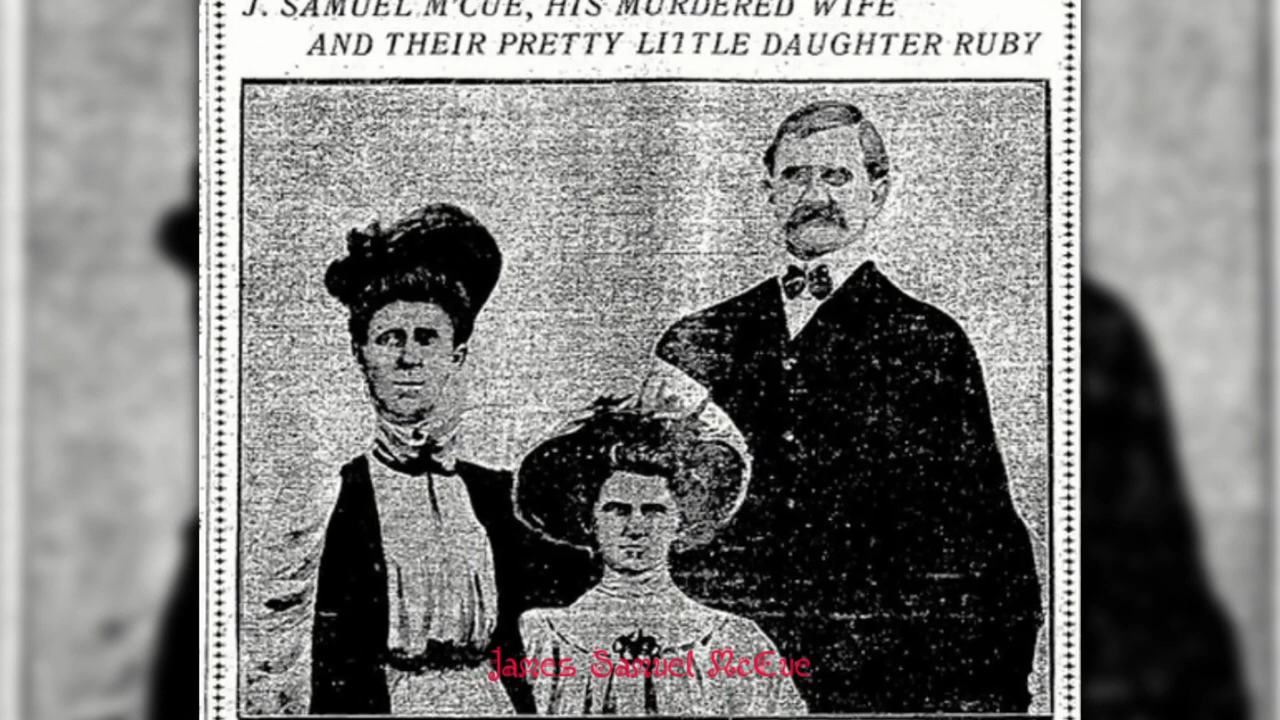 J. SAMUEL M'CUE, HIS MURDERED WIFE
AND THEIR PRETTY LITTLE DAUGHTER RUBY
James Samuel McCue